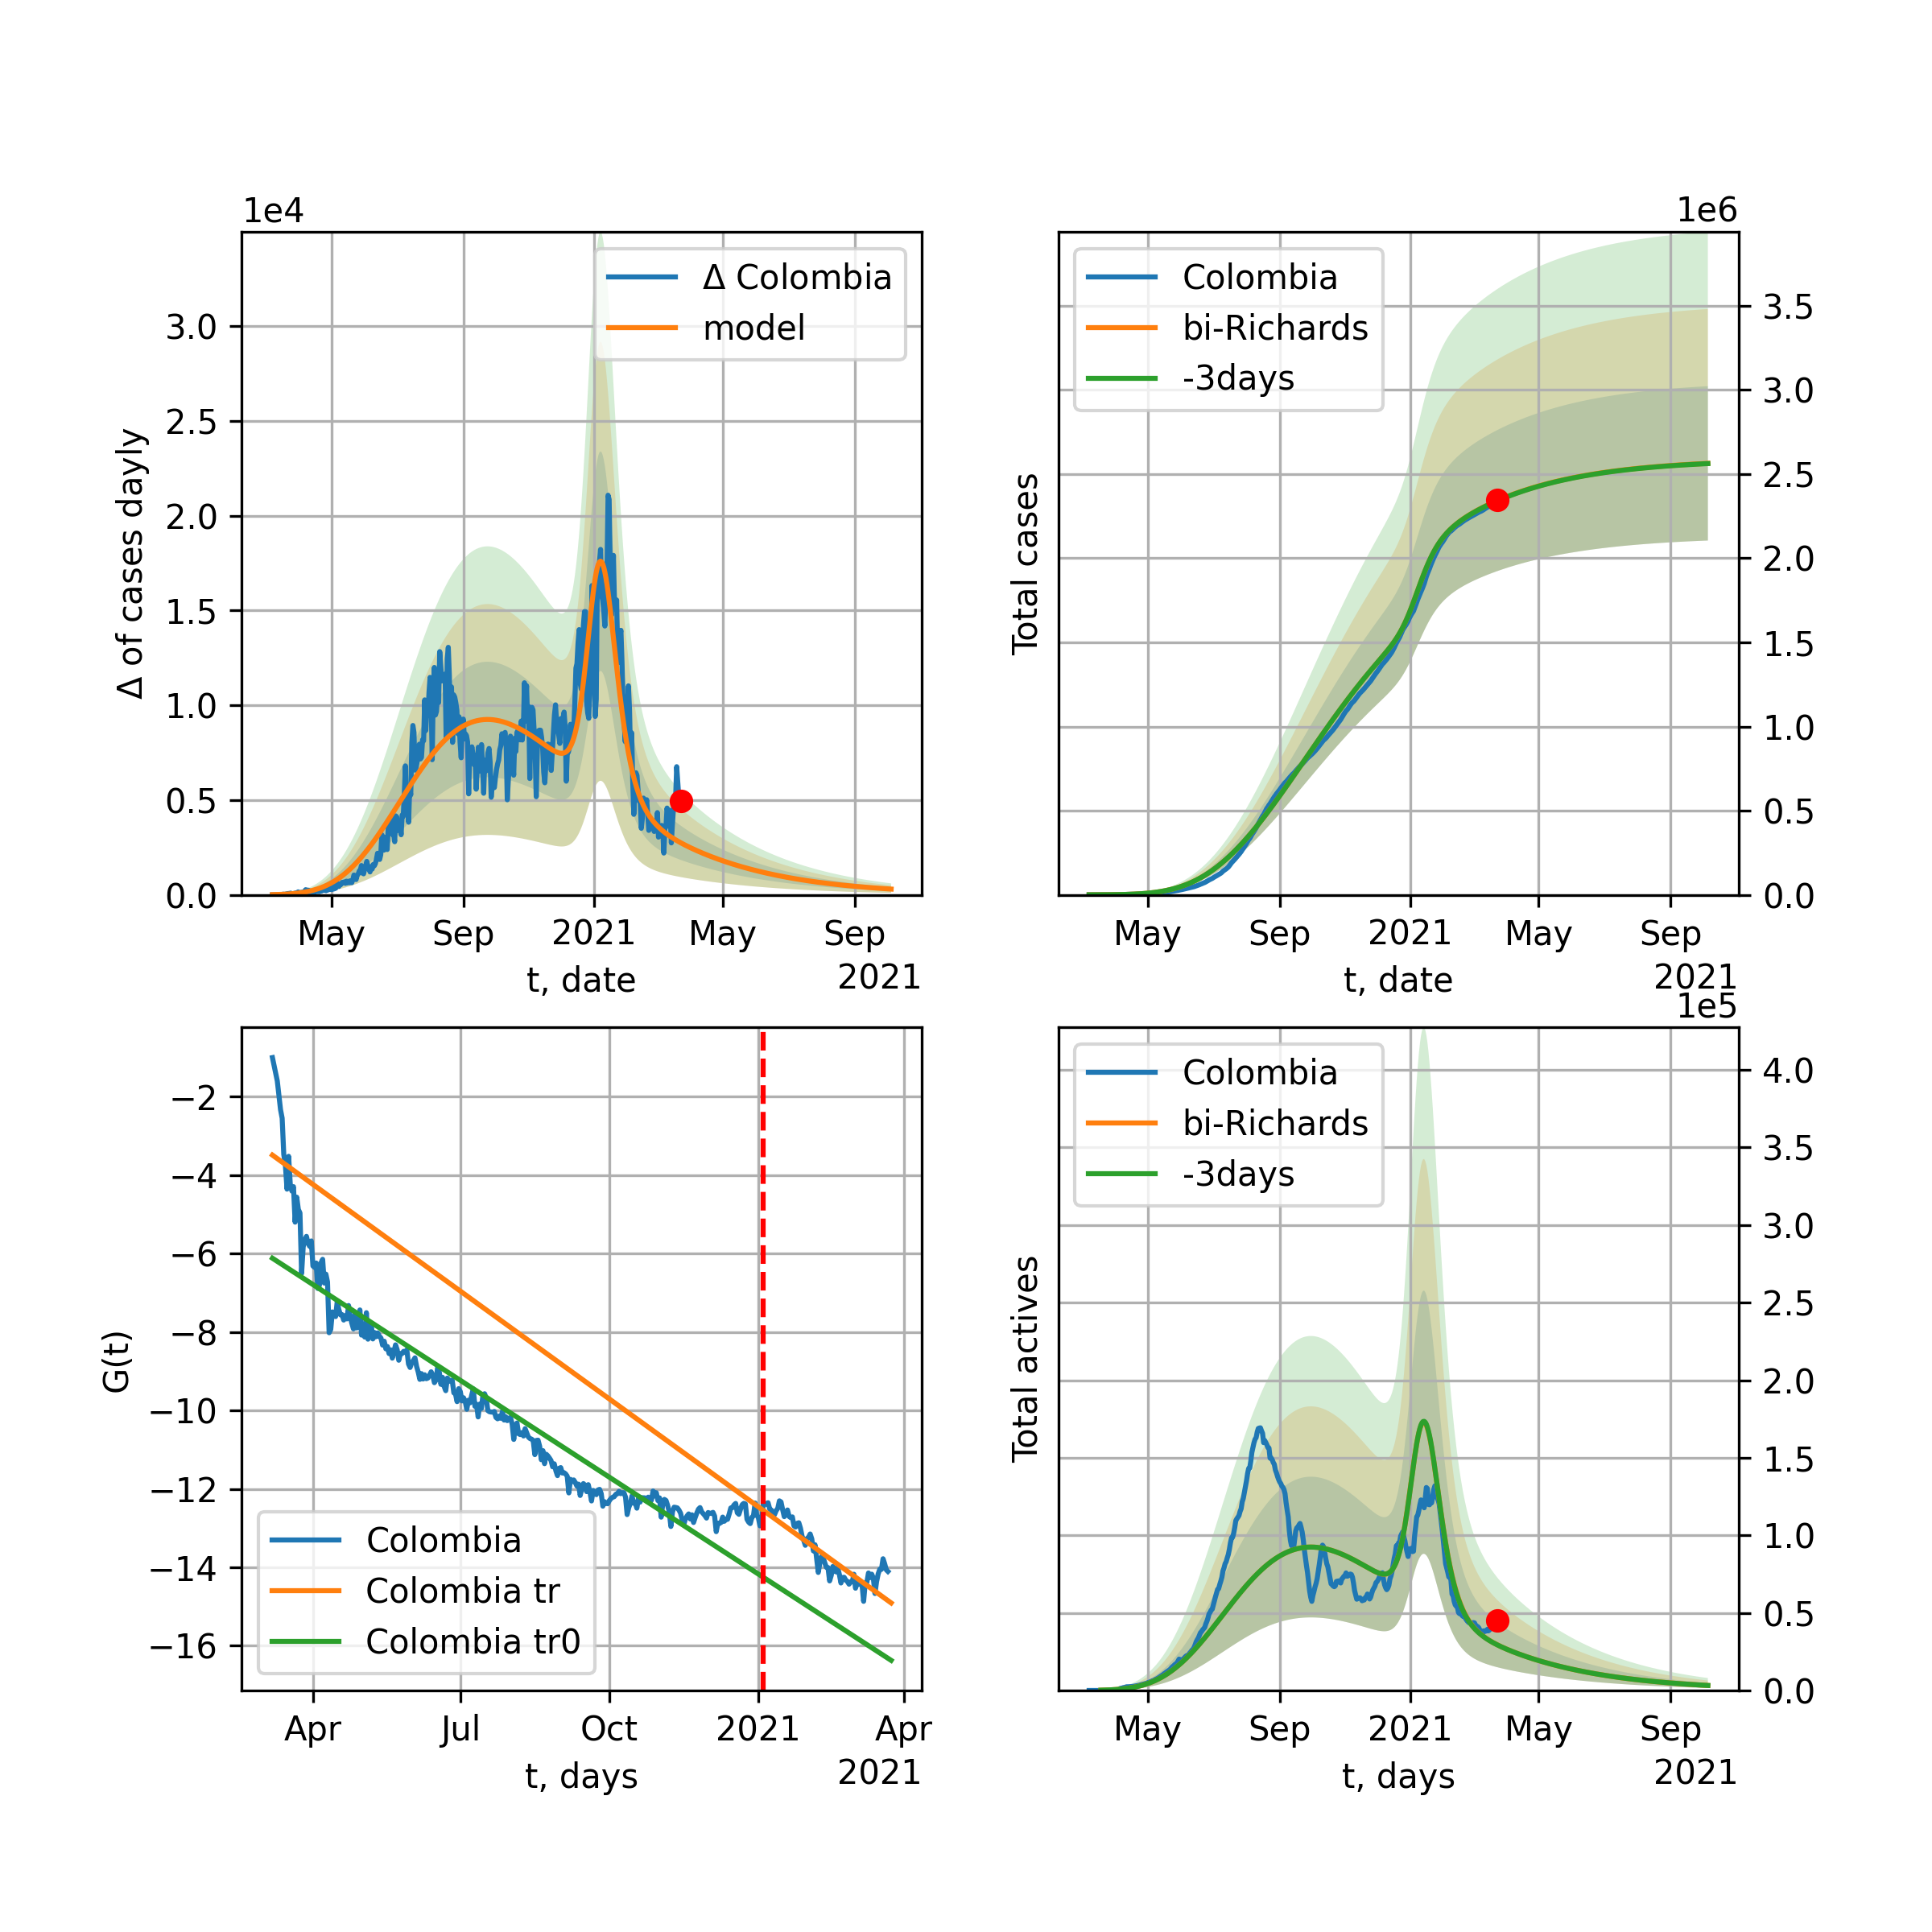 1e4
Δ Colombia
model
3.0
2.5
2.0
1.5
1.0
0.5
0.0
Δ of cases dayly
May Sep 2021 May Sep
t, date
2021
1e6
Colombia
bi-Richards
-3days
3.5
3.0
2.5
2.0
1.5
1.0
0.5
0.0
Total cases
May Sep 2021 May Sep
t, date
2021
−2
−4
−6
−8
−10
−12
−14
−16
G(t)
Colombia
Colombia tr
Colombia tr0
Apr Jul Oct 2021 Apr
t, days
2021
1e5
Colombia
bi-Richards
-3days
4.0
3.5
3.0
2.5
2.0
1.5
1.0
0.5
0.0
Total actives
May Sep 2021 May Sep
t, days
2021